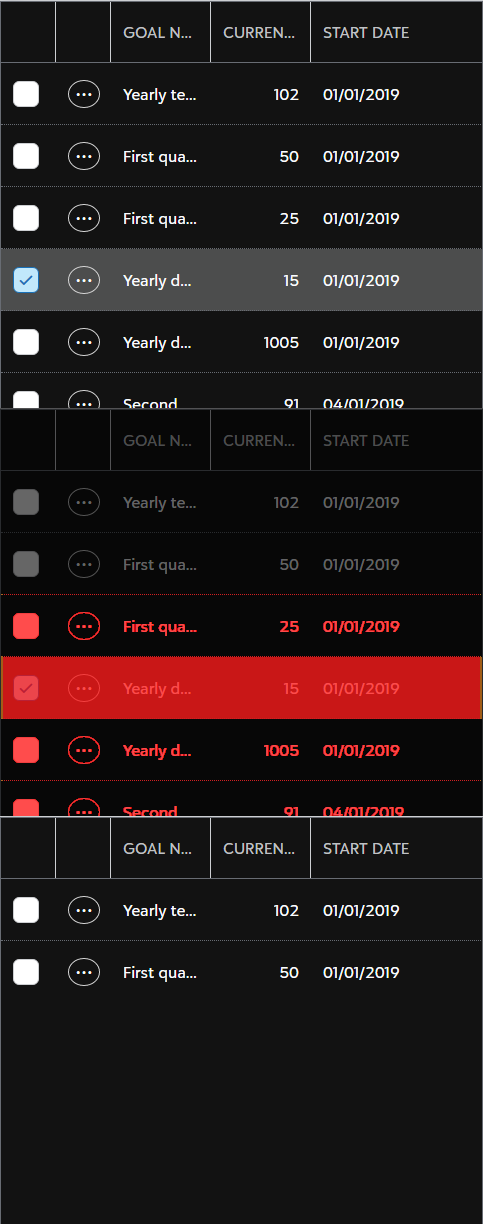 GOAL N... CURREN... START DATE
Yearly te... 102 01/01/2019
First qua... 50 01/01/2019
First qua... 25 01/01/2019
Yearly d... 15 01/01/2019
Yearly d... 1005 01/01/2019
Second 91 04/01/2019
GOAL N... CURREN... START DATE
Yearly te... 102 01/01/2019
First qua... 50 01/01/2019
First qua... 25 01/01/2019
Yearly d... 15 01/01/2019
Yearly d... 1005 01/01/2019
Second 91 04/01/2019
GOAL N... CURREN... START DATE
Yearly te... 102 01/01/2019
First qua... 50 01/01/2019